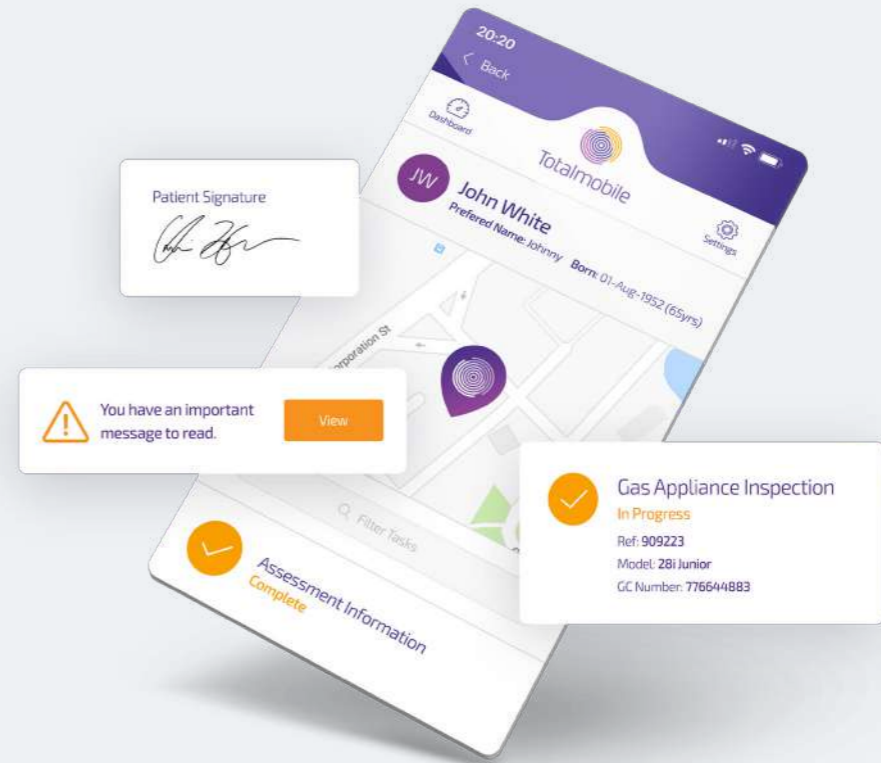 20:20
Back
Dashboard
Totalmobile
Settings
JW
John White
Prefered Name: Johnny Born: 01-Aug-1952 (65yrs)
Patient Signature
You have an important
message to read.
View
Filter Tasks
Assessment Information
Complete
Gas Appliance Inspection
In Progress
Ref: 909223
Model: 28i Junior
GC Number: 776644883